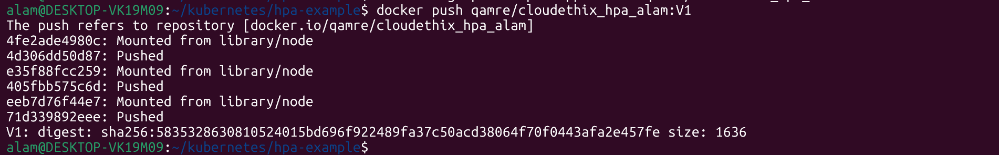 alam@DESKTOP-VK19M09:~/kubernetes/hpa-example$ docker push qamre/cloudethix_hpa_alam:V1
The push refers to repository [docker.io/qamre/cloudethix_hpa_alam]
4fe2ade4980c: Mounted from library/node
4d306dd50d87: Pushed
e35f88fcc259: Mounted from library/node
405fbb575c6d: Pushed
eeb7d76f44e7: Mounted from library/node
71d339892eee: Pushed
V1: digest: sha256:5835328630810524015bd696f922489fa37c50acd38064f70f0443afa2e457fe size: 1636
alam@DESKTOP-VK19M09:~/kubernetes/hpa-example$